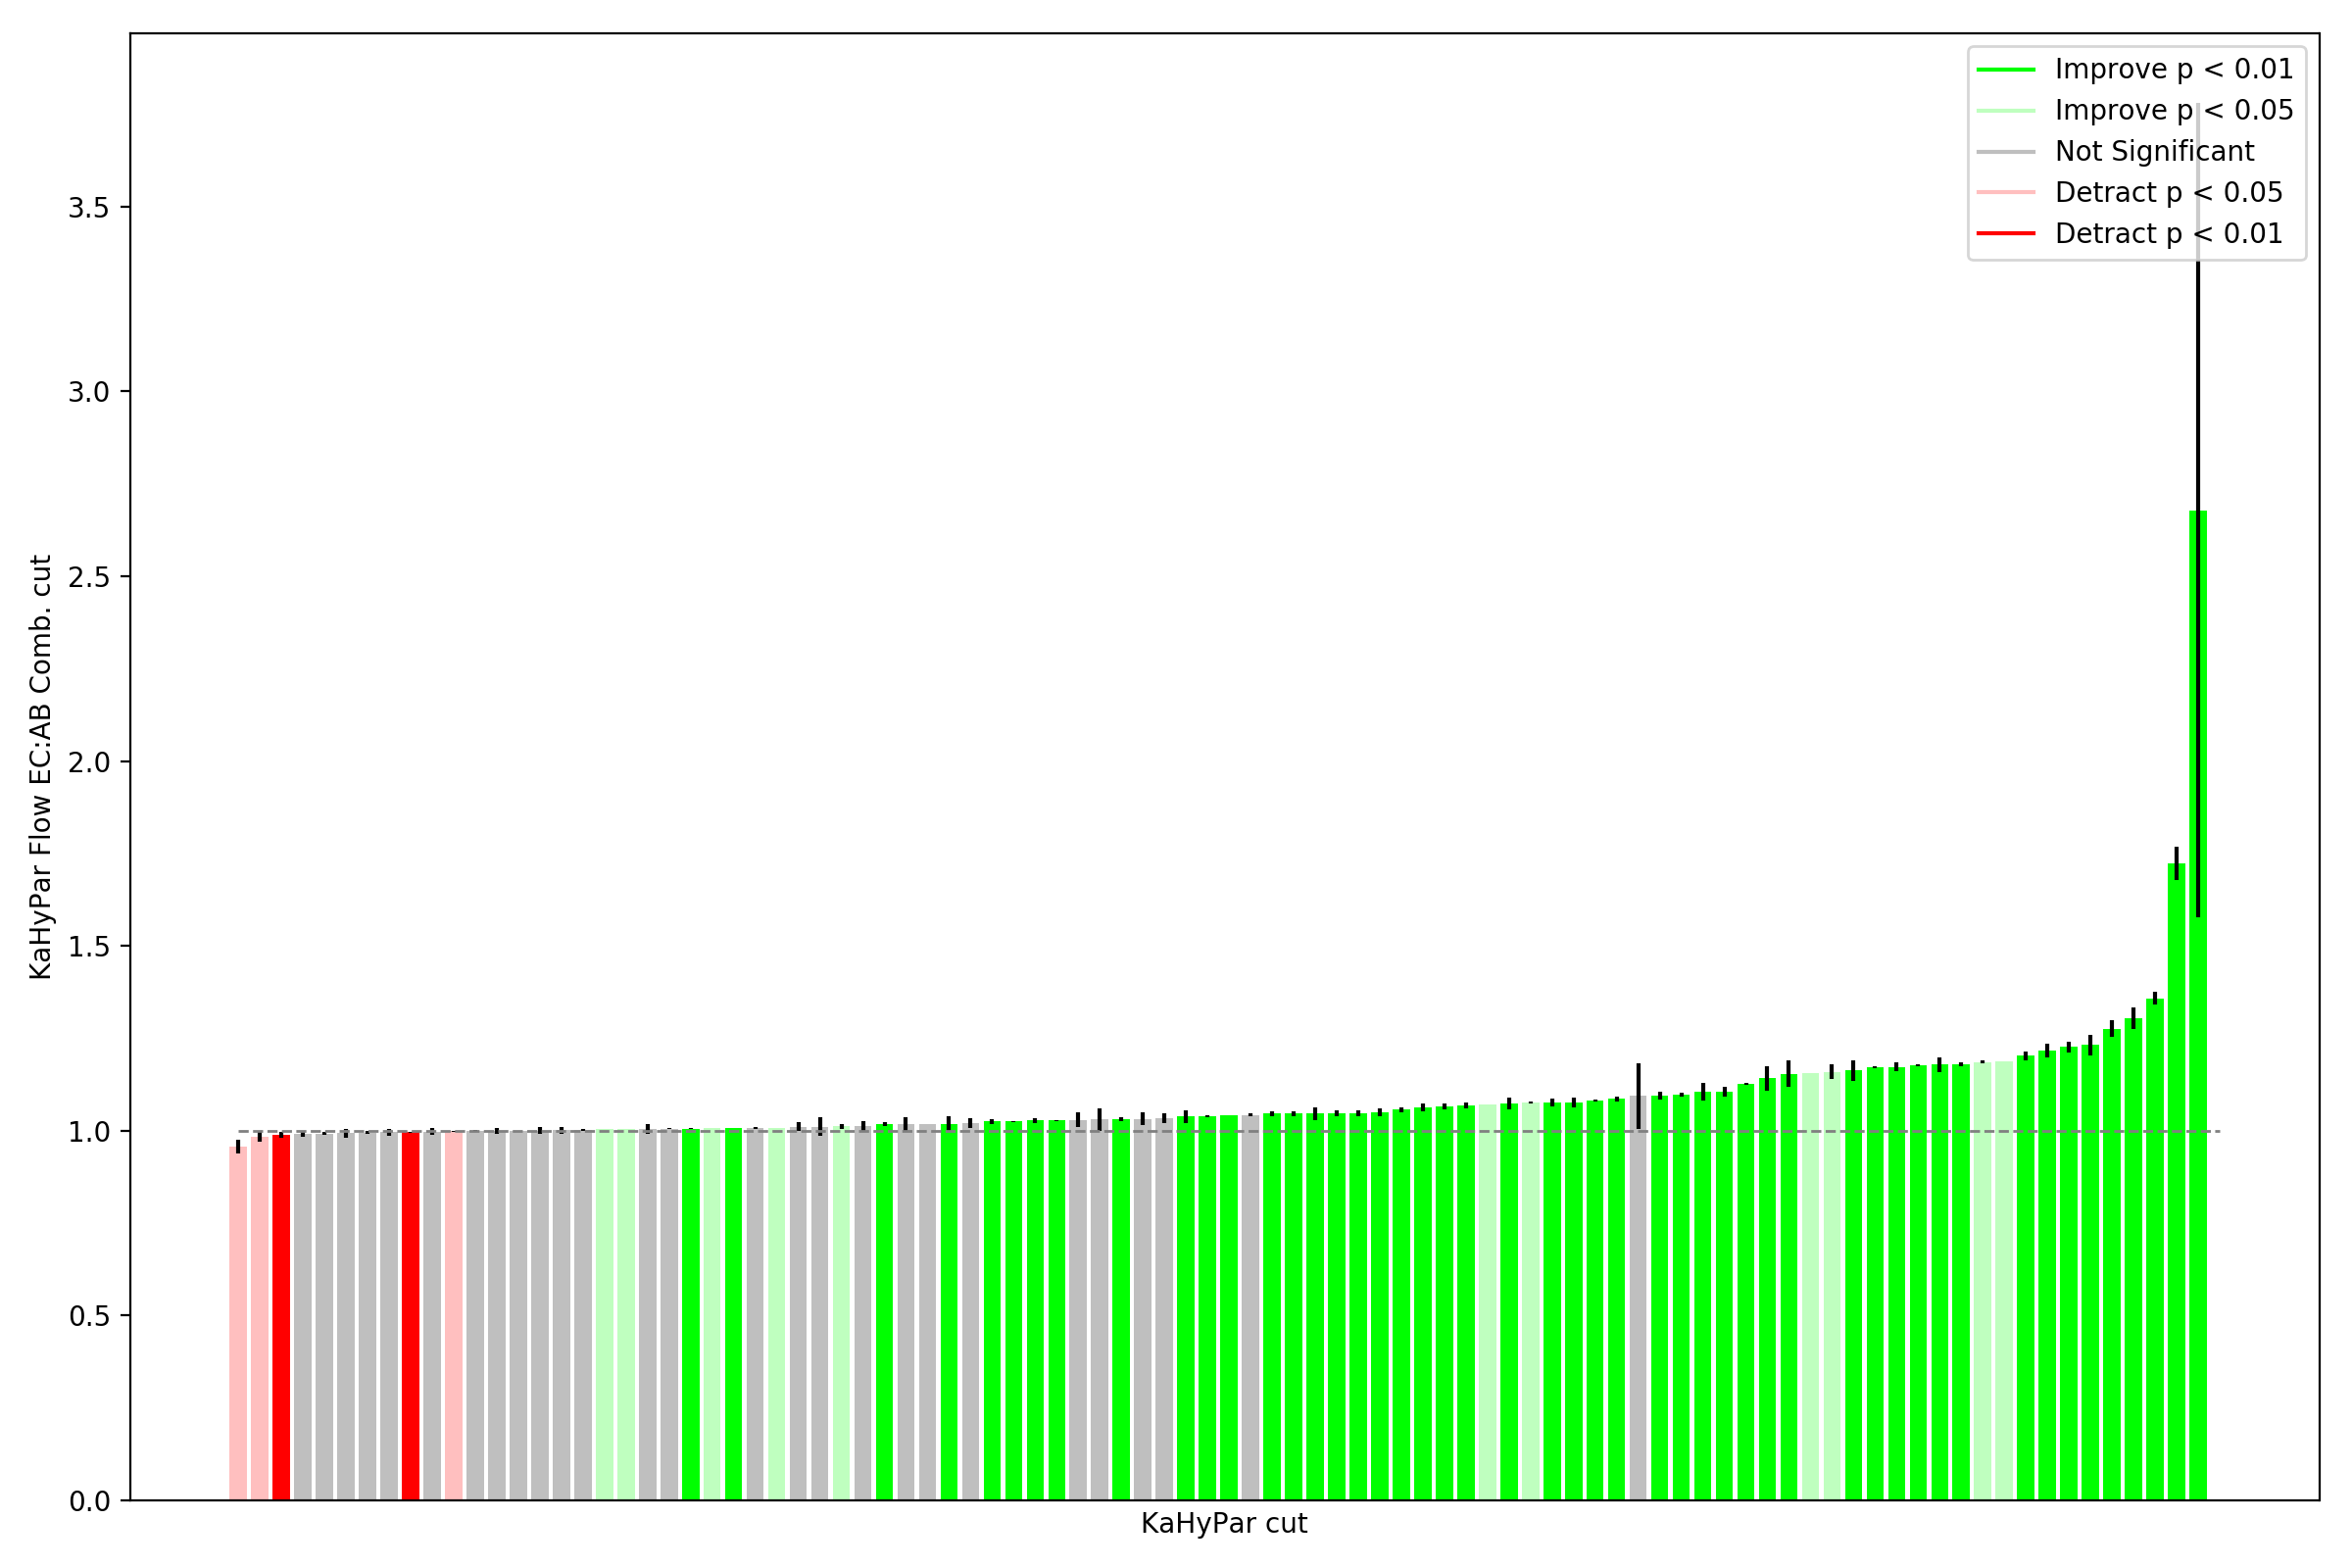 Improve p < 0.01
Improve p < 0.05
Not Significant
Detract p < 0.05
Detract p < 0.01
3.5
3.0
2.5
2.0
1.5
1.0
0.5
0.0
KaHyPar Flow EC:AB Comb. cut
KaHyPar cut